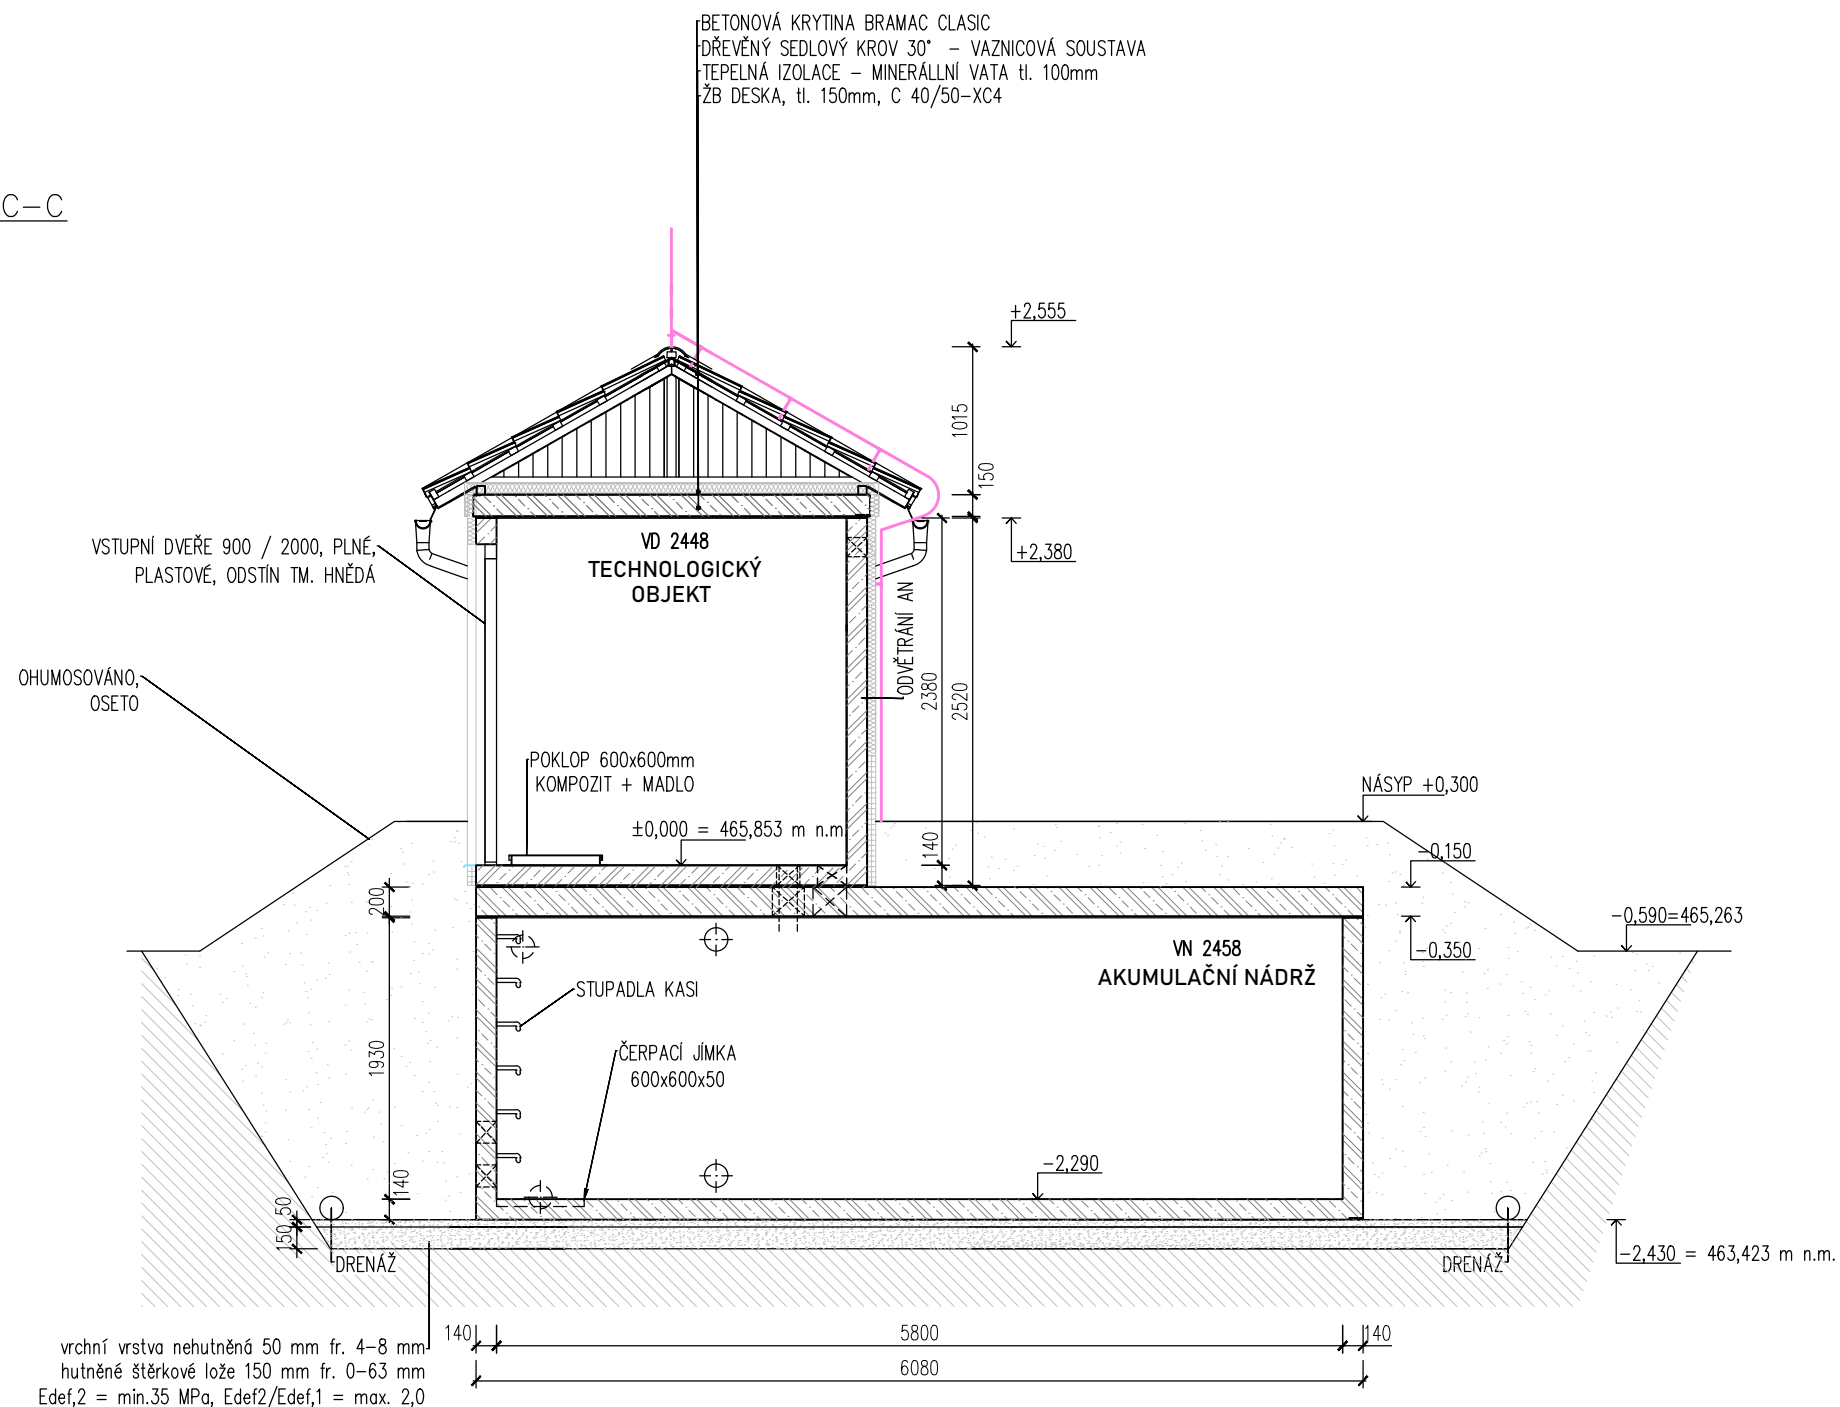 BETONOVÁ KRYTINA BRAMAC CLASIC
DŘEVĚNÝ SEDLOVÝ KROV 30° – VAZNICOVÁ SOUSTAVA
TEPELNÁ IZOLACE – MINERÁLLNÍ VATA tl. 100mm
ŽB DESKA, tl. 150mm, C 40/50-XC4
C-C
+2,555
1015
150
+2,380
VSTUPNÍ DVEŘE 900 / 2000, PLNÉ,
PLASTOVÉ, ODSTÍN TM. HNĚDÁ
VD 2448
TECHNOLOGICKÝ
OBJEKT
ODVĚTRÁNÍ AN
2380
2520
OHUMOSOVÁNO,
OSETO
POKLOP 600x600mm
KOMPOZIT + MADLO
±0,000 = 465,853 m n.m
140
NÁSYP +0,300
-0,150
200
-0,590=465,263
-0,350
VN 2458
AKUMULAČNÍ NÁDRŽ
STUPADLA KASI
1930
ČERPACÍ JÍMKA
600x600x50
-2,290
140
50
150
DRENÁŽ
DRENÁŽ
-2,430 = 463,423 m n.m.
140
5800
140
6080
vrchní vrstva nehutněná 50 mm fr. 4-8 mm
hutněné štěrkové lože 150 mm fr. 0-63 mm
Edef,2 = min.35 MPa, Edef2/Edef,1 = max. 2,0